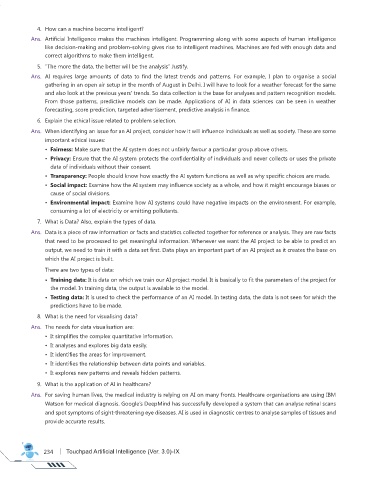 4. How can a machine become intelligent?
Ans. Artificial Intelligence makes the machines intelligent. Programming along with some aspects of human intelligence
like decision-making and problem-solving gives rise to intelligent machines. Machines are fed with enough data and
correct algorithms to make them intelligent.
5. "The more the data, the better will be the analysis" Justify.
Ans. AI requires large amounts of data to find the latest trends and patterns. For example, I plan to organise a social
gathering in an open air setup in the month of August in Delhi. I will have to look for a weather forecast for the same
and also look at the previous years' trends. So data collection is the base for analyses and pattern recognition models.
From those patterns, predictive models can be made. Applications of AI in data sciences can be seen in weather
forecasting, score prediction, targeted advertisement, predictive analysis in finance.
6. Explain the ethical issue related to problem selection.
Ans. When identifying an issue for an AI project, consider how it will influence individuals as well as society. These are some
important ethical issues:
• Fairness: Make sure that the AI system does not unfairly favour a particular group above others.
• Privacy: Ensure that the AI system protects the confidentiality of individuals and never collects or uses the private
data of individuals without their consent.
• Transparency: People should know how exactly the AI system functions as well as why specific choices are made.
• Social impact: Examine how the AI system may influence society as a whole, and how it might encourage biases or
cause of social divisions.
• Environmental impact: Examine how AI systems could have negative impacts on the environment. For example,
consuming a lot of electricity or emitting pollutants.
7. What is Data? Also, explain the types of data.
Ans. Data is a piece of raw information or facts and statistics collected together for reference or analysis. They are raw facts
that need to be processed to get meaningful information. Whenever we want the AI project to be able to predict an
output, we need to train it with a data set first. Data plays an important part of an AI project as it creates the base on
which the AI project is built.
There are two types of data:
• Training data: It is data on which we train our AI project model. It is basically to fit the parameters of the project for
the model. In training data, the output is available to the model.
• Testing data: It is used to check the performance of an AI model. In testing data, the data is not seen for which the
predictions have to be made.
8. What is the need for visualising data?
Ans. The needs for data visualisation are:
• It simplifies the complex quantitative information.
• It analyses and explores big data easily.
• It identifies the areas for improvement.
• It identifies the relationship between data points and variables.
• It explores new patterns and reveals hidden patterns.
9. What is the application of AI in healthcare?
Ans. For saving human lives, the medical industry is relying on AI on many fronts. Healthcare organisations are using IBM
Watson for medical diagnosis. Google's DeepMind has successfully developed a system that can analyse retinal scans
and spot symptoms of sight-threatening eye diseases. AI is used in diagnostic centres to analyse samples of tissues and
provide accurate results.
234 | Touchpad Artificial Intelligence (Ver. 3.0)-IX